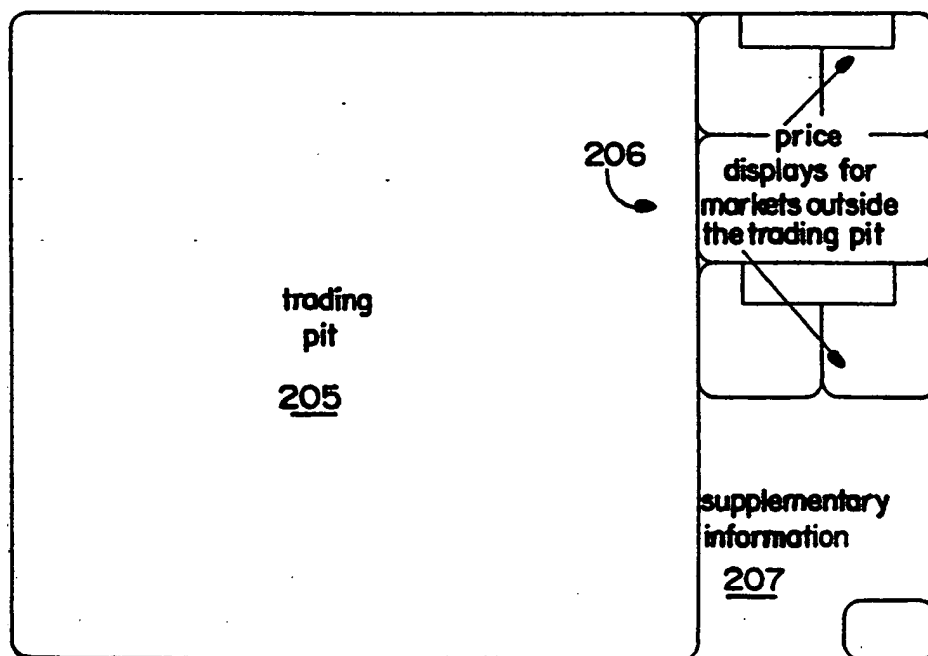 trading
pit
205
206
price
displays for
markets outside
the trading pit
supplementary
information
207